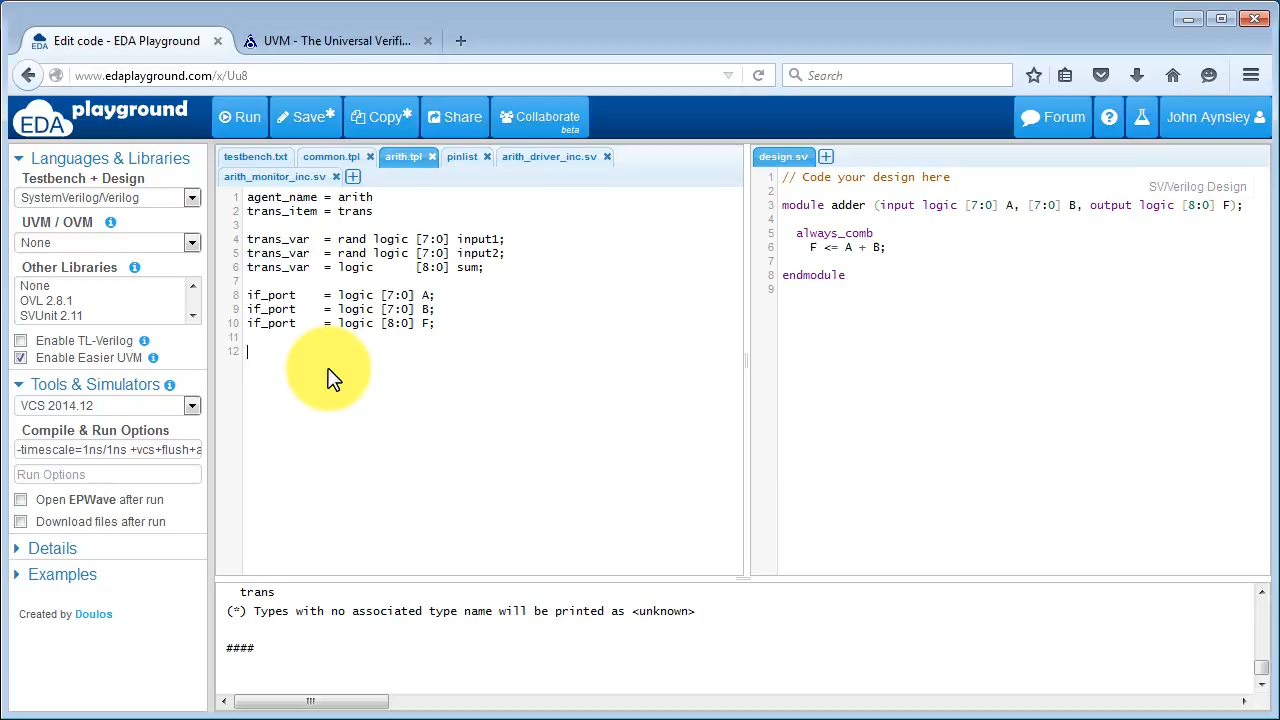 Edit code - EDA Playground
UVM - The Universal Verifi...
www.edaplayground.com/x/Uu8
Search
EDA playground
Run
Save*
Copy*
Share
Collaborate
beta
Forum
?
John Aynsley
Languages & Libraries
Testbench + Design
SystemVerilog/Verilog
UVM / OVM
None
Other Libraries
None
OVL 2.8.1
SVUnit 2.11
Enable TL-Verilog
Enable Easier UVM
Tools & Simulators
VCS 2014.12
Compile & Run Options
-timescale=1ns/1ns +vcs+flush+a
Run Options
Open EPWave after run
Download files after run
Details
Examples
Created by Doulos
testbench.txt
common.tpl
arith.tpl
pinlist
arith_driver_inc.sv
arith_monitor_inc.sv
1 agent_name = arith
2 trans_item = trans
3
4 trans_var  = rand logic [7:0] input1;
5 trans_var  = rand logic [7:0] input2;
6 trans_var  = logic      [8:0] sum;
7
8 if_port    = logic [7:0] A;
9 if_port    = logic [7:0] B;
10 if_port    = logic [8:0] F;
11
12
design.sv
SV/Verilog Design
1 // Code your design here
2
3 module adder (input logic [7:0] A, [7:0] B, output logic [8:0] F);
4
5   always_comb
6     F <= A + B;
7
8 endmodule
9
trans
(*) Types with no associated type name will be printed as <unknown>
####